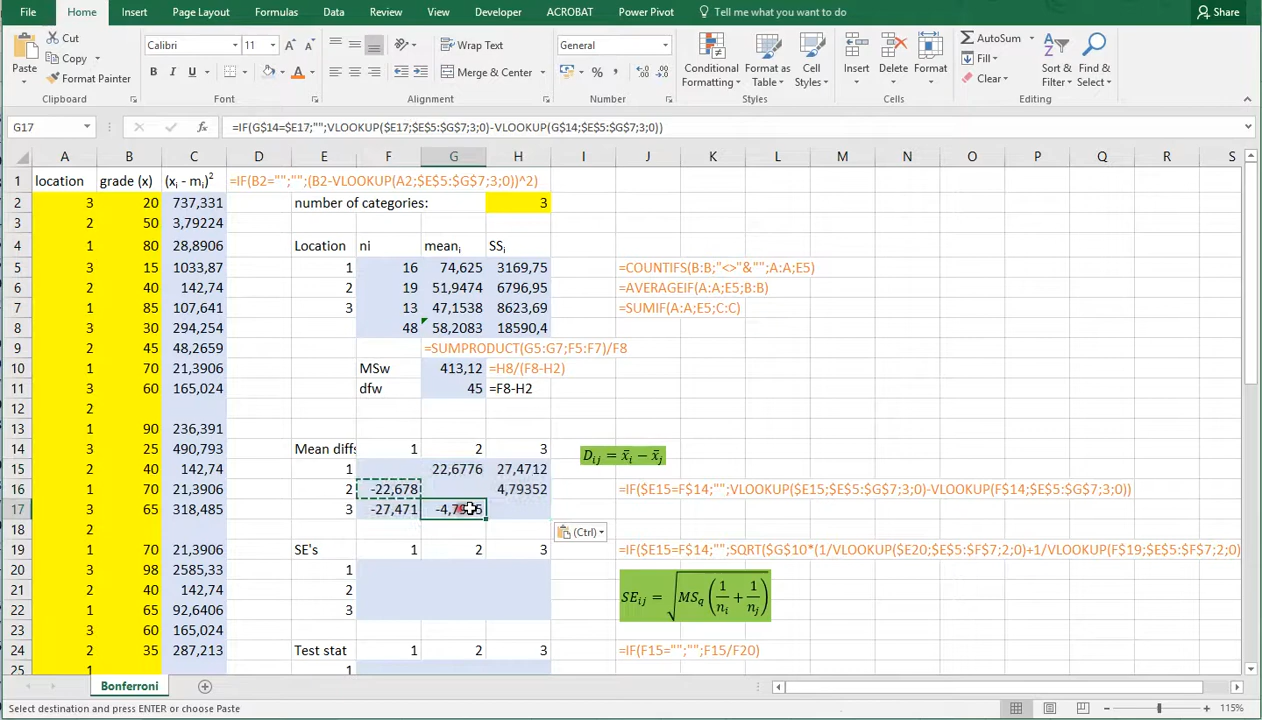 File Home Insert Page Layout Formulas Data Review View Developer ACROBAT Power Pivot Tell me what you want to do Share
Cut Calibri 11 Wrap Text General AutoSum
Copy Fill
Paste Conditional Format as Cell Insert Delete Format Sort & Find &
Format Painter B I U Merge & Center % Formatting Table Styles Clear Filter Select
Clipboard Font Alignment Number Styles Cells Editing
G17 fx =IF(G$14=$E17;"";VLOOKUP($E17;$E$5:$G$7;3;0)-VLOOKUP(G$14;$E$5:$G$7;3;0))
A B C D E F G H I J K L M N O P Q R S
1 location grade (x) (xi - mi)2 =IF(B2="";"";(B2-VLOOKUP(A2;$E$5:$G$7;3;0))^2)
2 3 20 737,331 number of categories: 3
3 2 50 3,79224
4 1 80 28,8906 Location ni meani SSi
5 3 15 1033,87 1 16 74,625 3169,75 =COUNTIFS(B:B;"<>"&"";A:A;E5)
6 2 40 142,74 2 19 51,9474 6796,95 =AVERAGEIF(A:A;E5;B:B)
7 1 85 107,641 3 13 47,1538 8623,69 =SUMIF(A:A;E5;C:C)
8 3 30 294,254 48 58,2083 18590,4
9 2 45 48,2659 =SUMPRODUCT(G5:G7;F5:F7)/F8
10 1 70 21,3906 MSw 413,12 =H8/(F8-H2)
11 3 60 165,024 dfw 45 =F8-H2
12 2
13 1 90 236,391
14 3 25 490,793 Mean diffs 1 2 3 Dij = x̄i − x̄j
15 2 40 142,74 1 22,6776 27,4712
16 1 70 21,3906 2 -22,678 4,79352 =IF($E15=F$14;"";VLOOKUP($E15;$E$5:$G$7;3;0)-VLOOKUP(F$14;$E$5:$G$7;3;0))
17 3 65 318,485 3 -27,471
18 2 (Ctrl)
19 1 70 21,3906 SE's 1 2 3 =IF($E15=F$14;"";SQRT($G$10*(1/VLOOKUP($E20;$E$5:$F$7;2;0)+1/VLOOKUP(F$19;$E$5:$F$7;2;0)
20 3 98 2585,33 1
21 2 40 142,74 2 SEij = √(MSq (1/ni + 1/nj))
22 1 65 92,6406 3
23 3 60 165,024
24 2 35 287,213 Test stat 1 2 3 =IF(F15="";"";F15/F20)
25 1 1
Bonferroni
Select destination and press ENTER or choose Paste 115%